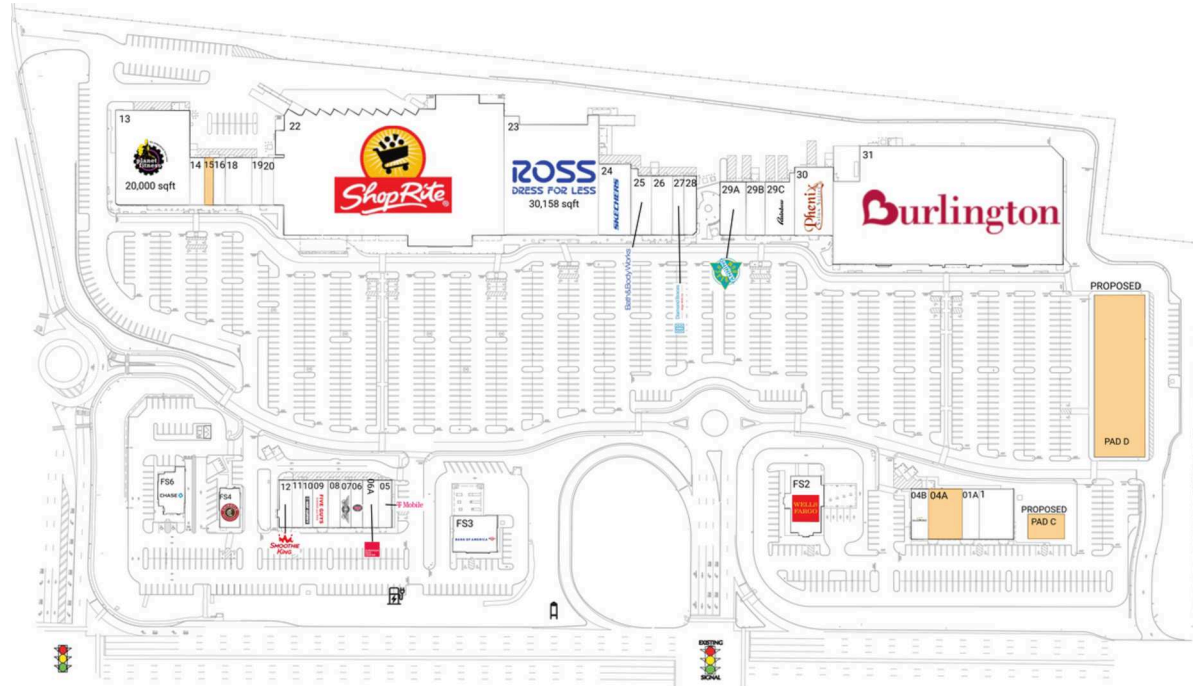 13
planet
fitness
20,000 sqft
14
15
16
18
19
20
22
ShopRite
23
ROSS
DRESS FOR LESS
30,158 sqft
24
SKECHERS
25
26
27
28
Bath&BodyWorks
29A
29B
29C
Rainbow
30
Phenix
31
Burlington
PROPOSED
PAD D
FS6
CHASE
FS4
12
11
10
09
08
07
06
06A
05
FIVE GUYS
T Mobile
SMOOTHIE
KING
FS3
BANK OF AMERICA
FS2
WELLS
FARGO
04B
04A
01A
1
PROPOSED
PAD C
EXISTING
SIGNAL